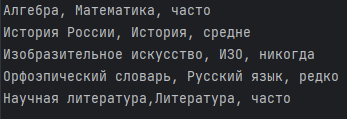 Алгебра, Математика, часто
История России, История, средне
Изобразительное искусство, ИЗО, никогда
Орфоэпический словарь, Русский язык, редко
Научная литература,Литература, часто